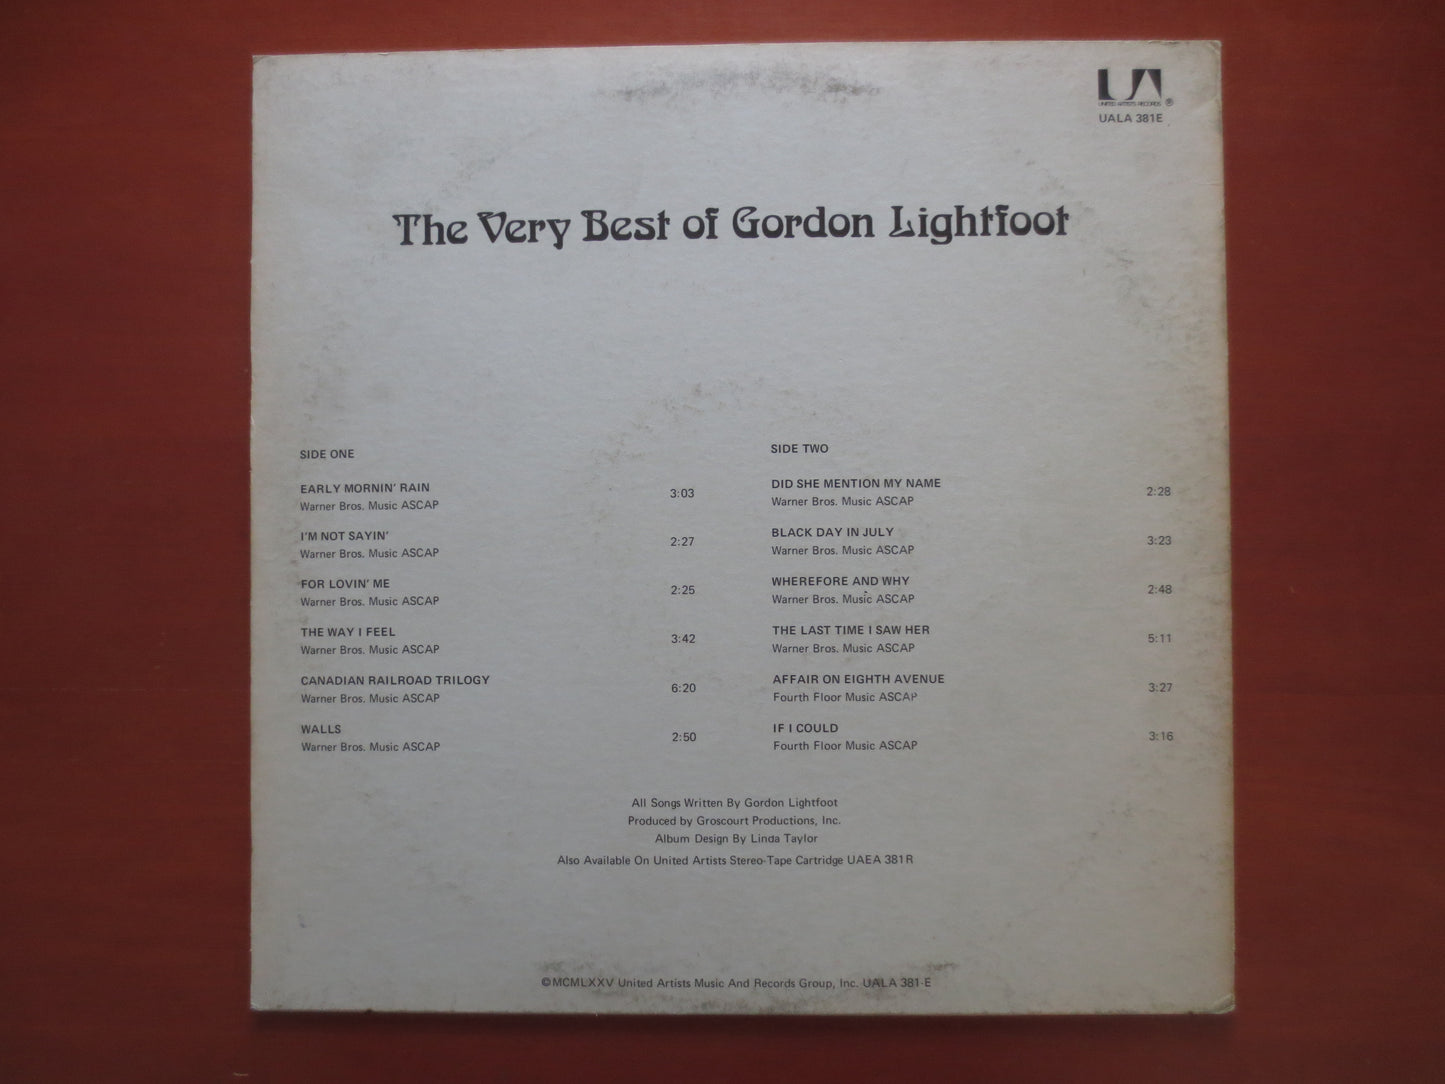 UA
UNITED ARTISTS RECORDS ®
UALA 381E
The Very Best of Gordon Lightfoot
SIDE ONE
EARLY MORNIN' RAIN 3:03
Warner Bros. Music ASCAP
I'M NOT SAYIN' 2:27
Warner Bros. Music ASCAP
FOR LOVIN' ME 2:25
Warner Bros. Music ASCAP
THE WAY I FEEL 3:42
Warner Bros. Music ASCAP
CANADIAN RAILROAD TRILOGY 6:20
Warner Bros. Music ASCAP
WALLS 2:50
Warner Bros. Music ASCAP
SIDE TWO
DID SHE MENTION MY NAME 2:28
Warner Bros. Music ASCAP
BLACK DAY IN JULY 3:23
Warner Bros. Music ASCAP
WHEREFORE AND WHY 2:48
Warner Bros. Music ASCAP
THE LAST TIME I SAW HER 5:11
Warner Bros. Music ASCAP
AFFAIR ON EIGHTH AVENUE 3:27
Fourth Floor Music ASCAP
IF I COULD 3:16
Fourth Floor Music ASCAP
All Songs Written By Gordon Lightfoot
Produced by Groscourt Productions, Inc.
Album Design By Linda Taylor
Also Available On United Artists Stereo-Tape Cartridge UAEA 381R
©MCMLXXV United Artists Music And Records Group, Inc. UALA 381-E